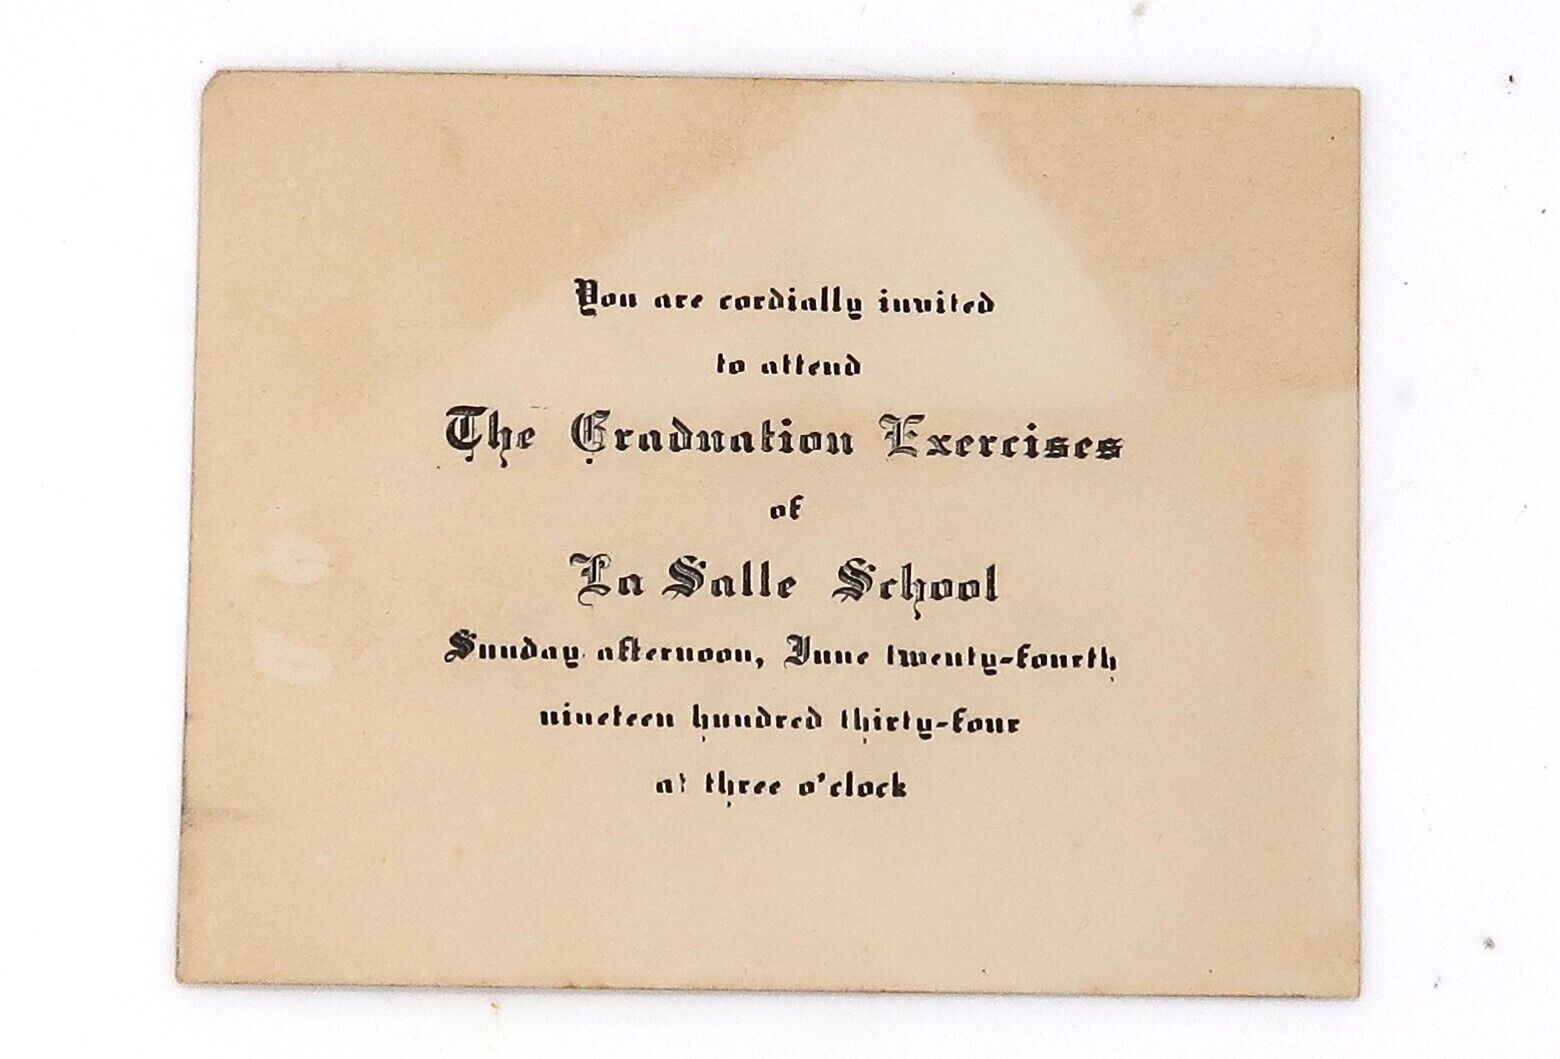 You are cordially invited
to attend
The Graduation Exercises
of
La Salle School
Sunday afternoon, June twenty-fourth
nineteen hundred thirty-four
at three o'clock